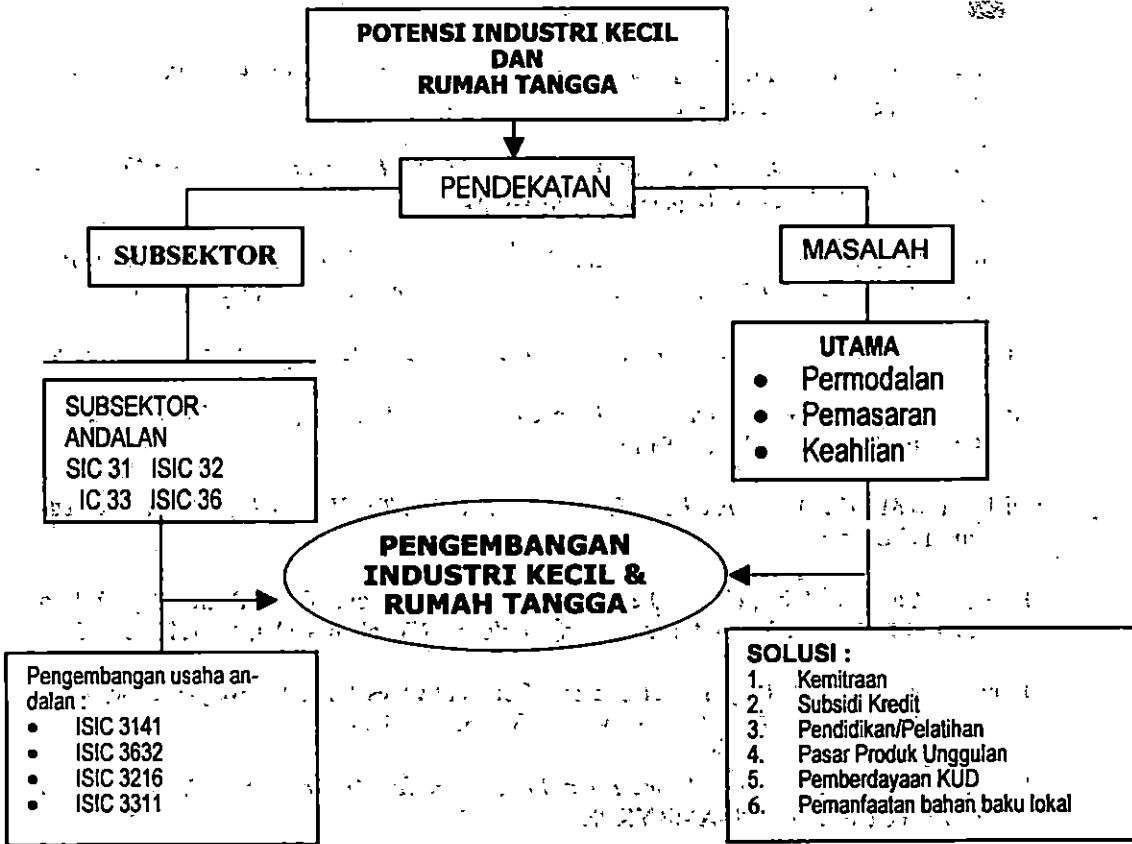 POTENSI INDUSTRI KECIL
DAN
RUMAH TANGGA
PENDEKATAN
SUBSEKTOR
MASALAH
SUBSEKTOR
ANDALAN
SIC 31 ISIC 32
IC 33 ISIC 36
UTAMA
• Permodalan
• Pemasaran
• Keahlian
PENGEMBANGAN
INDUSTRI KECIL &
RUMAH TANGGA
Pengembangan usaha an-
dalan :
• ISIC 3141
• ISIC 3632
• ISIC 3216
• ISIC 3311
SOLUSI :
1. Kemitraan
2. Subsidi Kredit
3. Pendidikan/Pelatihan
4. Pasar Produk Unggulan
5. Pemberdayaan KUD
6. Pemanfaatan bahan baku lokal